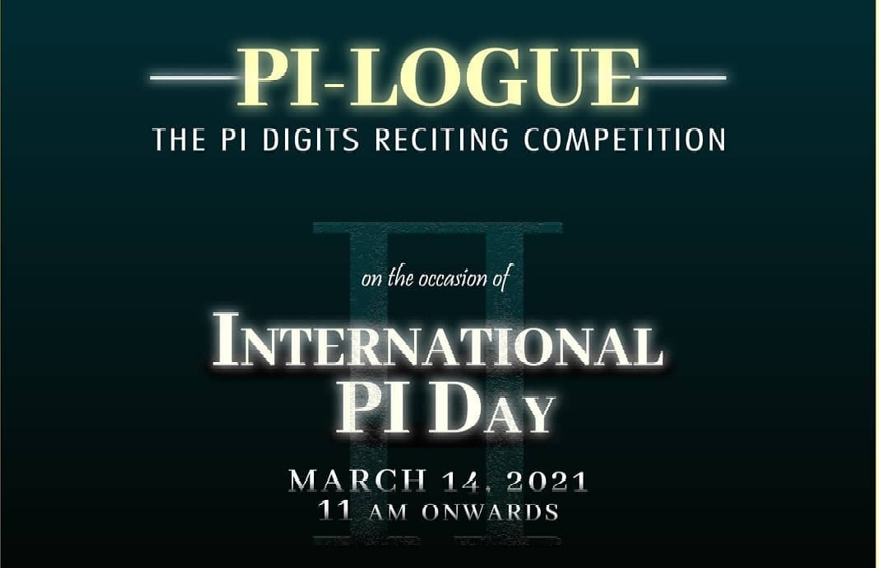 PI-LOGUE
THE PI DIGITS RECITING COMPETITION
on the occasion of
INTERNATIONAL
PI DAY
MARCH 14, 2021
11 AM ONWARDS